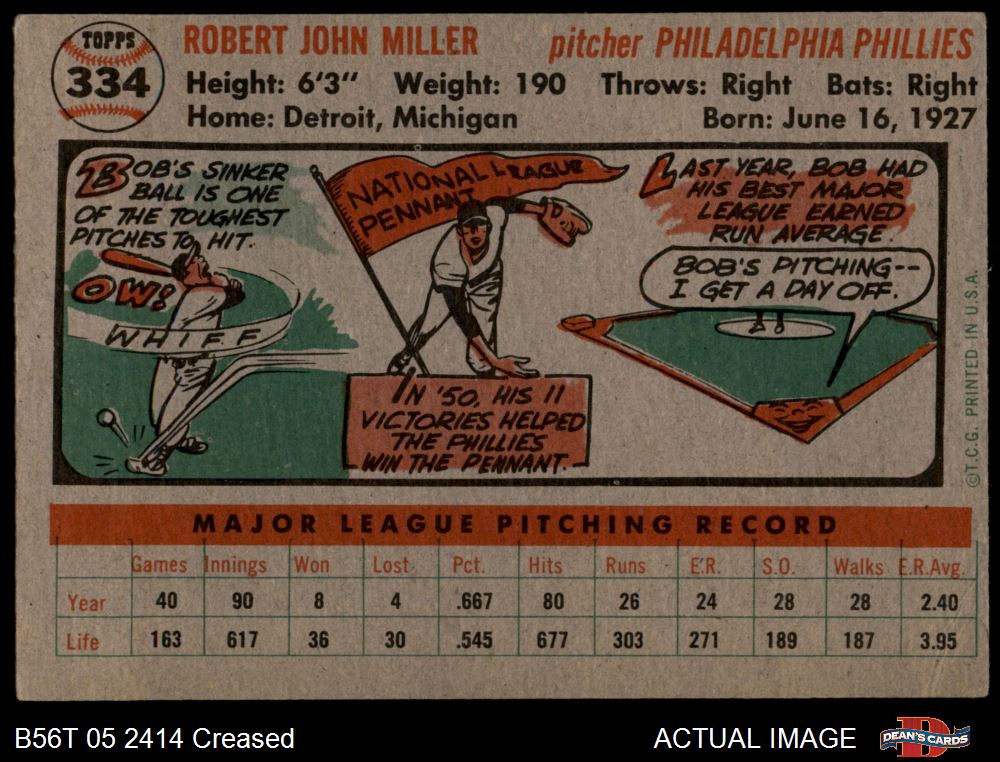 TOPPS
334
ROBERT JOHN MILLER pitcher PHILADELPHIA PHILLIES
Height: 6'3" Weight: 190 Throws: Right Bats: Right
Home: Detroit, Michigan Born: June 16, 1927
BOB'S SINKER
BALL IS ONE
OF THE TOUGHEST
PITCHES TO HIT.
OW!
WHIFF
NATIONAL LEAGUE
PENNANT
IN '50, HIS 11
VICTORIES HELPED
THE PHILLIES
WIN THE PENNANT.
LAST YEAR, BOB HAD
HIS BEST MAJOR
LEAGUE EARNED
RUN AVERAGE.
BOB'S PITCHING--
I GET A DAY OFF.
©T.C.G. PRINTED IN U.S.A.
MAJOR LEAGUE PITCHING RECORD
Games Innings Won Lost Pct. Hits Runs E.R. S.O. Walks E.R.Avg.
Year 40 90 8 4 .667 80 26 24 28 28 2.40
Life 163 617 36 30 .545 677 303 271 189 187 3.95
B56T 05 2414 Creased ACTUAL IMAGE
D
DEAN'S CARDS